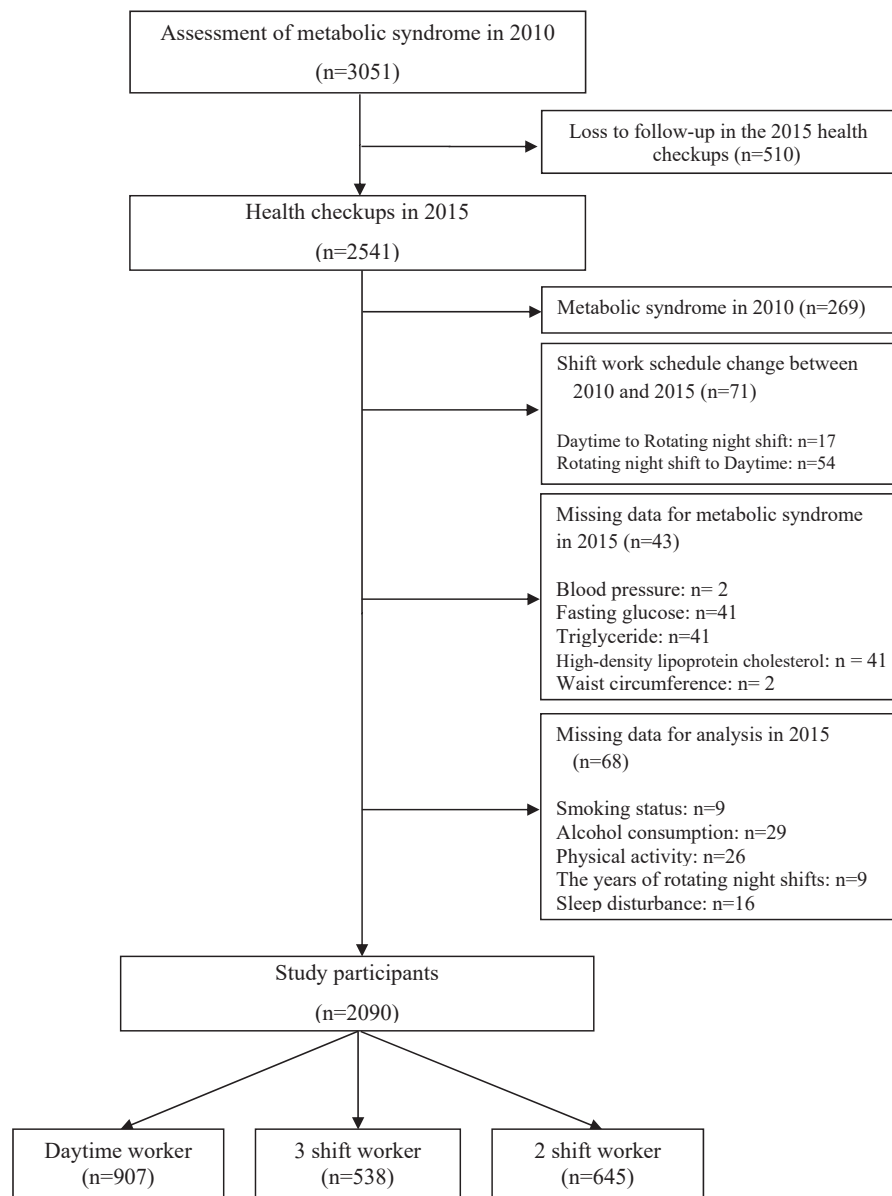 Assessment of metabolic syndrome in 2010
(n=3051)
Loss to follow-up in the 2015 health
checkups (n=510)
Health checkups in 2015
(n=2541)
Metabolic syndrome in 2010 (n=269)
Shift work schedule change between
2010 and 2015 (n=71)
Daytime to Rotating night shift: n=17
Rotating night shift to Daytime: n=54
Missing data for metabolic syndrome
in 2015 (n=43)
Blood pressure: n= 2
Fasting glucose: n=41
Triglyceride: n=41
High-density lipoprotein cholesterol: n = 41
Waist circumference: n= 2
Missing data for analysis in 2015
(n=68)
Smoking status: n=9
Alcohol consumption: n=29
Physical activity: n=26
The years of rotating night shifts: n=9
Sleep disturbance: n=16
Study participants
(n=2090)
Daytime worker
(n=907)
3 shift worker
(n=538)
2 shift worker
(n=645)